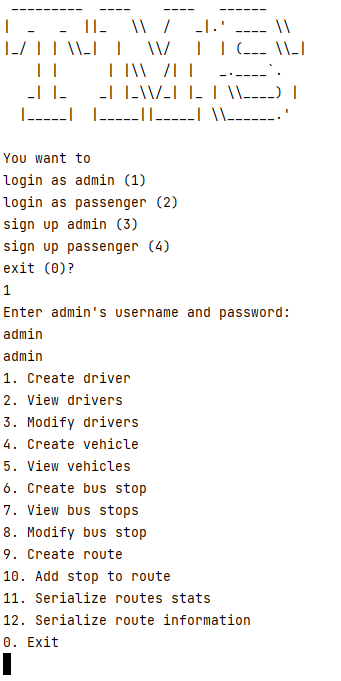 _________  ____    ____   ______
|  _   _  ||_   \\  /   _|.' ____ \\
|_/ | | \\_|  |   \\/   |  | (___ \\_|
    | |      | |\\  /| |   _.____`.
   _| |_    _| |_\\/_| |_ | \\____) |
  |_____|  |_____||_____| \\______.'

You want to
login as admin (1)
login as passenger (2)
sign up admin (3)
sign up passenger (4)
exit (0)?
1
Enter admin's username and password:
admin
admin
1. Create driver
2. View drivers
3. Modify drivers
4. Create vehicle
5. View vehicles
6. Create bus stop
7. View bus stops
8. Modify bus stop
9. Create route
10. Add stop to route
11. Serialize routes stats
12. Serialize route information
0. Exit